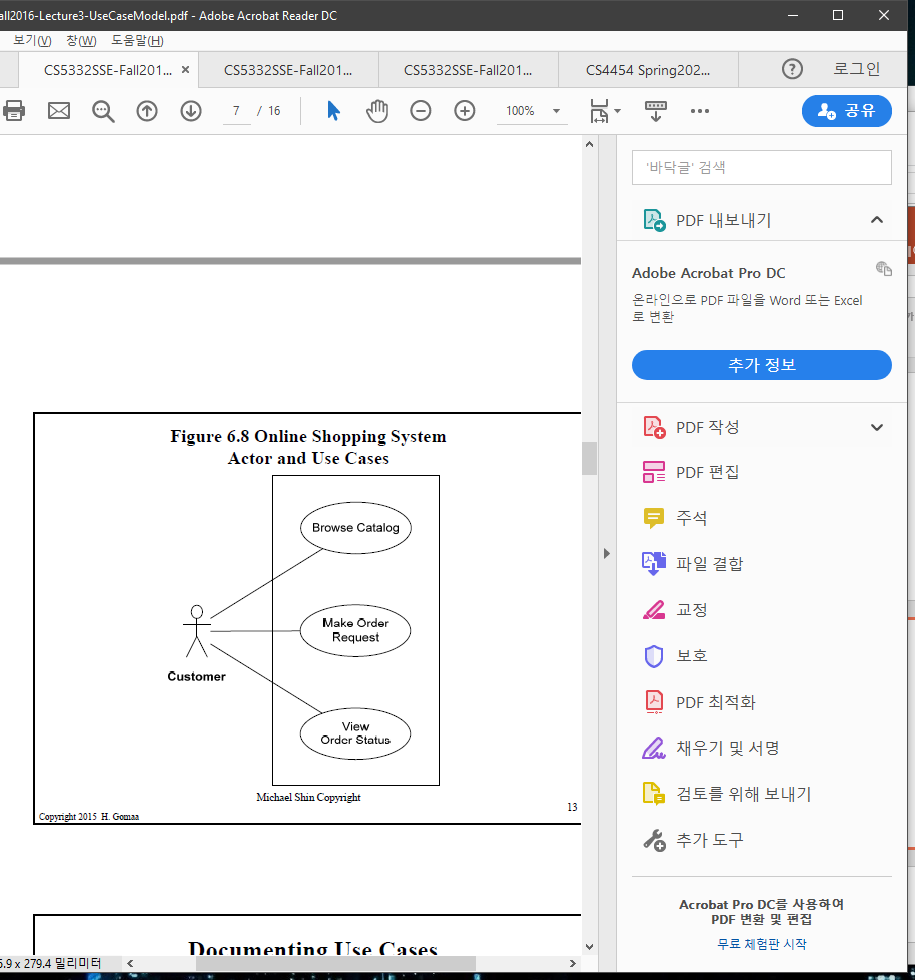 all2016-Lecture3-UseCaseModel.pdf - Adobe Acrobat Reader DC
보기(V) 창(W) 도움말(H)
CS5332SSE-Fall201... CS5332SSE-Fall201... CS5332SSE-Fall201... CS4454 Spring202... 로그인
7 / 16 100% 공유
'바닥글' 검색
PDF 내보내기
Adobe Acrobat Pro DC
온라인으로 PDF 파일을 Word 또는 Excel
로 변환
추가 정보
PDF 작성
PDF 편집
주석
파일 결합
교정
보호
PDF 최적화
채우기 및 서명
검토를 위해 보내기
추가 도구
Acrobat Pro DC를 사용하여
PDF 변환 및 편집
무료 체험판 시작
Figure 6.8 Online Shopping System
Actor and Use Cases
Browse Catalog
Make Order
Request
Customer
View
Order Status
Michael Shin Copyright
13
Copyright 2015 H. Gomaa
Documenting Use Cases
5.9 x 279.4 밀리미터